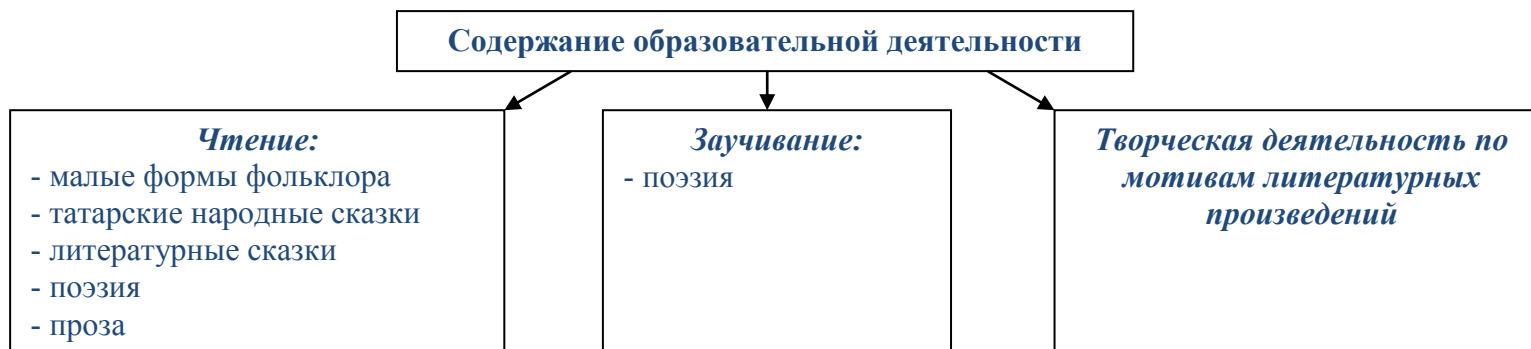 Содержание образовательной деятельности
Чтение:
- малые формы фольклора
- татарские народные сказки
- литературные сказки
- поэзия
- проза
Заучивание:
- поэзия
Творческая деятельность по
мотивам литературных
произведений